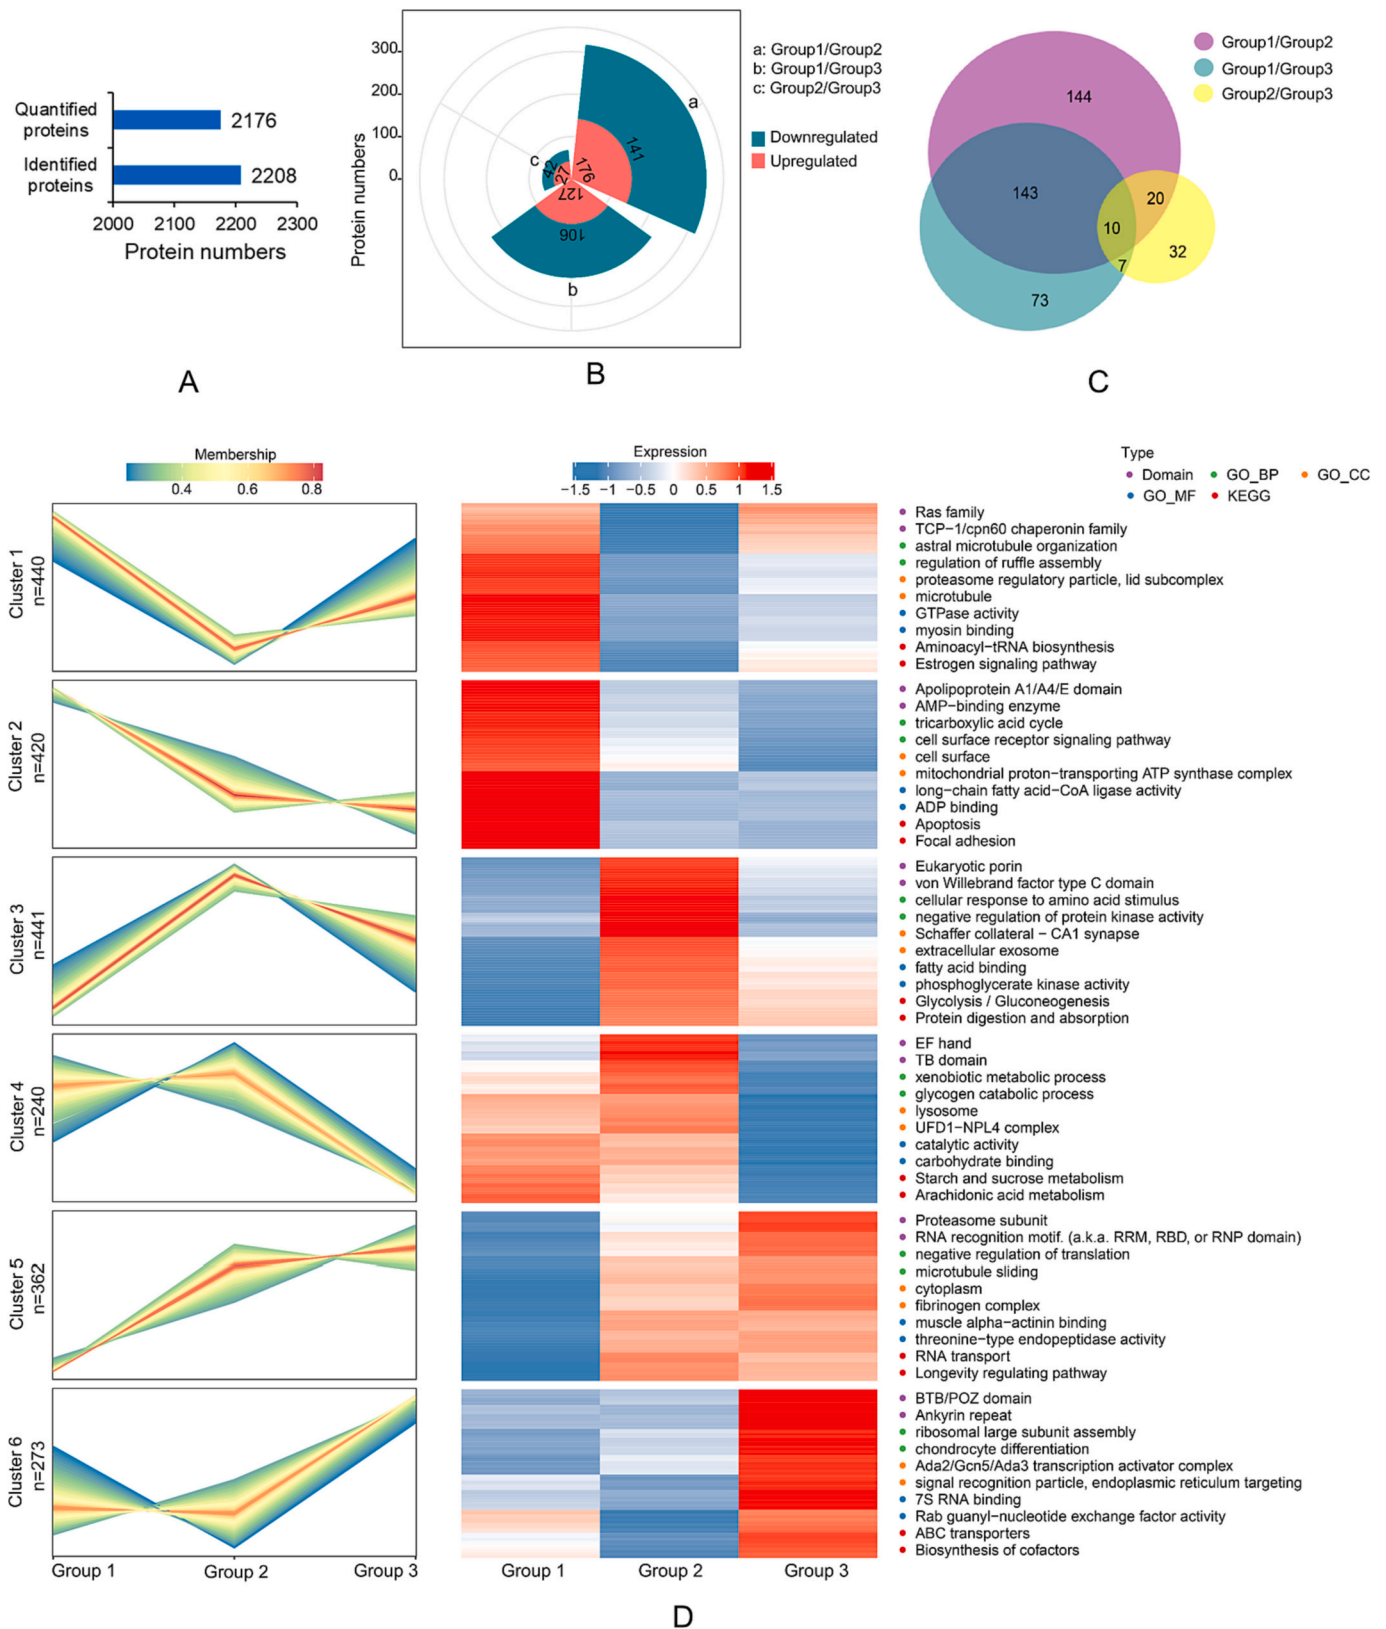 Quantified
proteins
2176
Identified
proteins
2208
2000 2100 2200 2300
Protein numbers
A
Protein numbers
300
200
100
0
a
141
176
c
42
27
127
106
b
a: Group1/Group2
b: Group1/Group3
c: Group2/Group3
Downregulated
Upregulated
B
144
143
20
10
7
32
73
Group1/Group2
Group1/Group3
Group2/Group3
C
Membership
0.4 0.6 0.8
Expression
−1.5 −1 −0.5 0 0.5 1 1.5
Type
Domain GO_BP GO_CC
GO_MF KEGG
Cluster 1
n=440
Ras family
TCP−1/cpn60 chaperonin family
astral microtubule organization
regulation of ruffle assembly
proteasome regulatory particle, lid subcomplex
microtubule
GTPase activity
myosin binding
Aminoacyl−tRNA biosynthesis
Estrogen signaling pathway
Cluster 2
n=420
Apolipoprotein A1/A4/E domain
AMP−binding enzyme
tricarboxylic acid cycle
cell surface receptor signaling pathway
cell surface
mitochondrial proton−transporting ATP synthase complex
long−chain fatty acid−CoA ligase activity
ADP binding
Apoptosis
Focal adhesion
Cluster 3
n=441
Eukaryotic porin
von Willebrand factor type C domain
cellular response to amino acid stimulus
negative regulation of protein kinase activity
Schaffer collateral − CA1 synapse
extracellular exosome
fatty acid binding
phosphoglycerate kinase activity
Glycolysis / Gluconeogenesis
Protein digestion and absorption
Cluster 4
n=240
EF hand
TB domain
xenobiotic metabolic process
glycogen catabolic process
lysosome
UFD1−NPL4 complex
catalytic activity
carbohydrate binding
Starch and sucrose metabolism
Arachidonic acid metabolism
Cluster 5
n=362
Proteasome subunit
RNA recognition motif. (a.k.a. RRM, RBD, or RNP domain)
negative regulation of translation
microtubule sliding
cytoplasm
fibrinogen complex
muscle alpha−actinin binding
threonine−type endopeptidase activity
RNA transport
Longevity regulating pathway
Cluster 6
n=273
BTB/POZ domain
Ankyrin repeat
ribosomal large subunit assembly
chondrocyte differentiation
Ada2/Gcn5/Ada3 transcription activator complex
signal recognition particle, endoplasmic reticulum targeting
7S RNA binding
Rab guanyl−nucleotide exchange factor activity
ABC transporters
Biosynthesis of cofactors
Group 1 Group 2 Group 3
Group 1 Group 2 Group 3
D